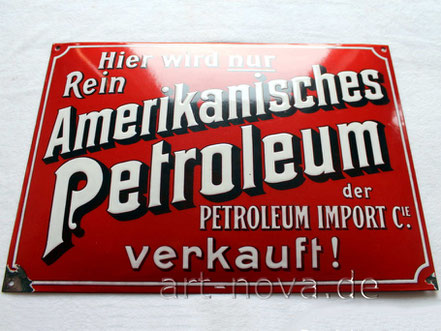 Hier wird nur
Rein
Amerikanisches
Petroleum
der
PETROLEUM IMPORT CIE.
verkauft!
art-nova.de